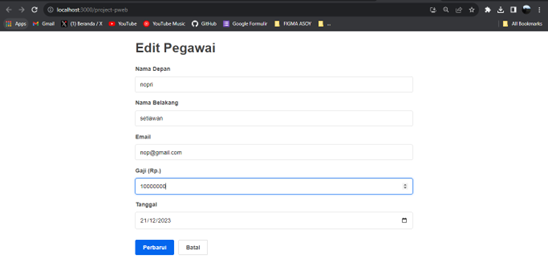 localhost:3000/project-pweb
Apps Gmail (1) Beranda / X YouTube YouTube Music GitHub Google Formulir FIGMA ASOY ... All Bookmarks
Edit Pegawai
Nama Depan
nopri
Nama Belakang
setiawan
Email
nop@gmail.com
Gaji (Rp.)
10000000
Tanggal
21/12/2023
Perbarui Batal